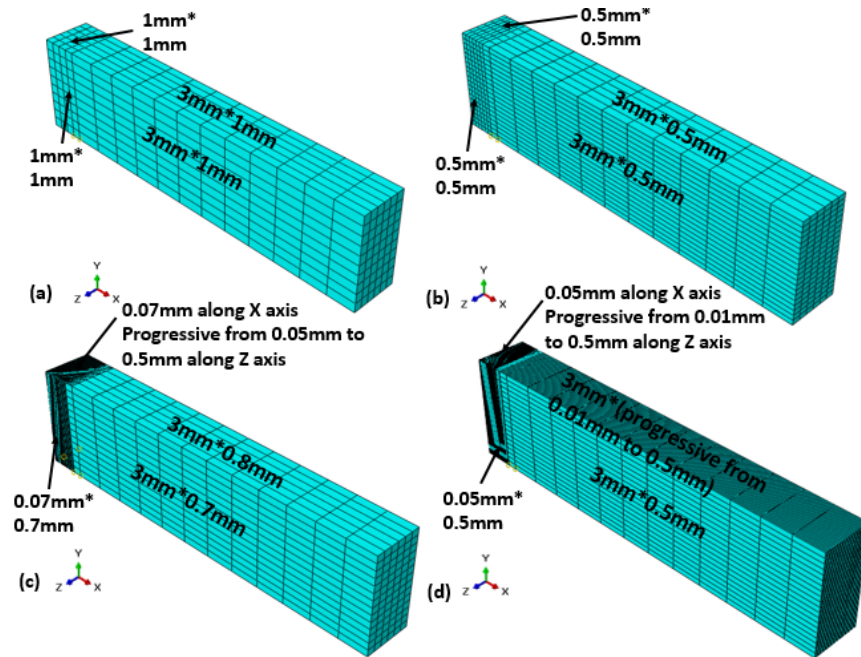 1mm*
1mm
3mm*1mm
3mm*1mm
1mm*
1mm
Y
Z
X
(a)
0.5mm*
0.5mm
3mm*0.5mm
3mm*0.5mm
0.5mm*
0.5mm
Y
Z
X
(b)
0.07mm along X axis
Progressive from 0.05mm to
0.5mm along Z axis
3mm*0.8mm
3mm*0.7mm
0.07mm*
0.7mm
Y
Z
X
(c)
0.05mm along X axis
Progressive from 0.01mm
to 0.5mm along Z axis
3mm*(progressive from
0.01mm to 0.5mm)
3mm*0.5mm
0.05mm*
0.5mm
Y
Z
X
(d)